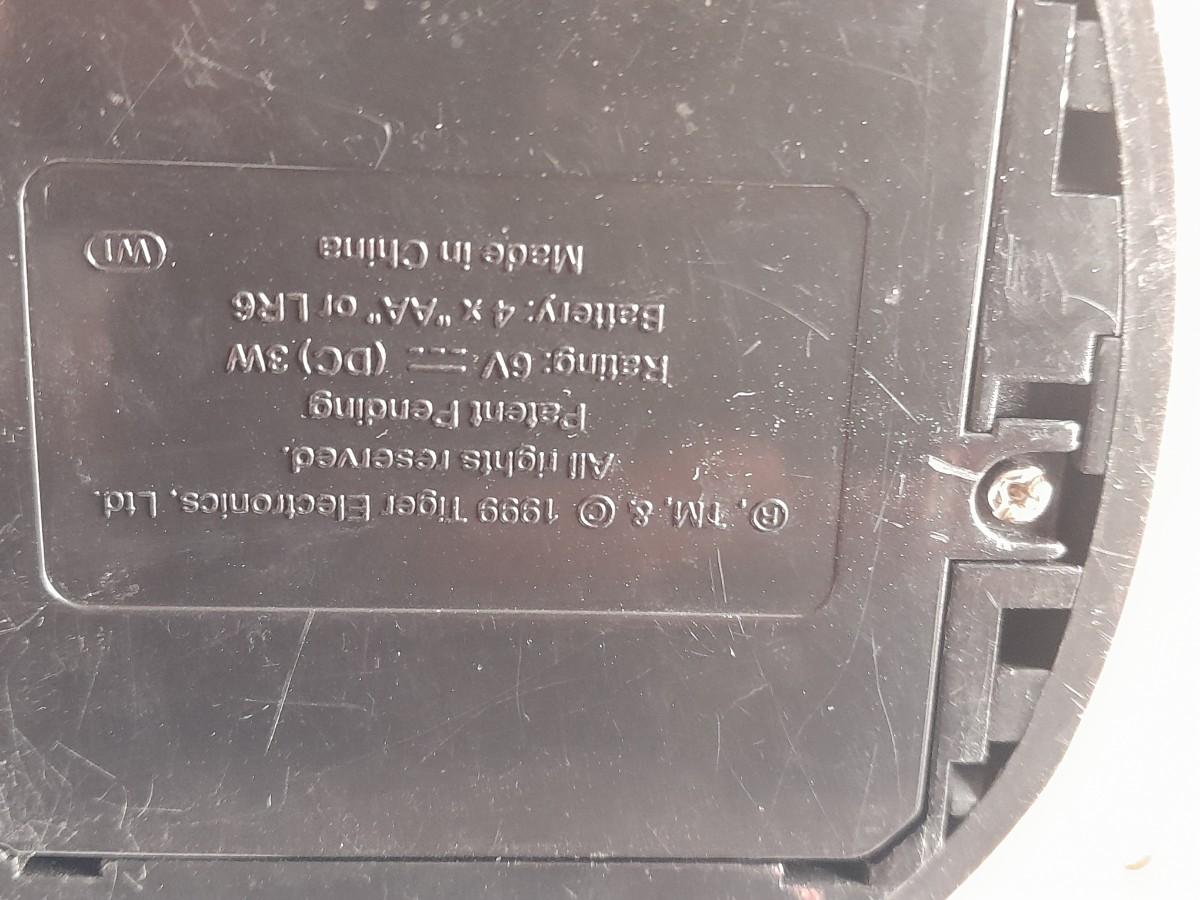 ®, TM, & © 1999 Tiger Electronics, Ltd.
All rights reserved.
Patent Pending
Rating: 6V ⎓ (DC) 3W
Battery: 4 x "AA" or LR6
Made in China
WI